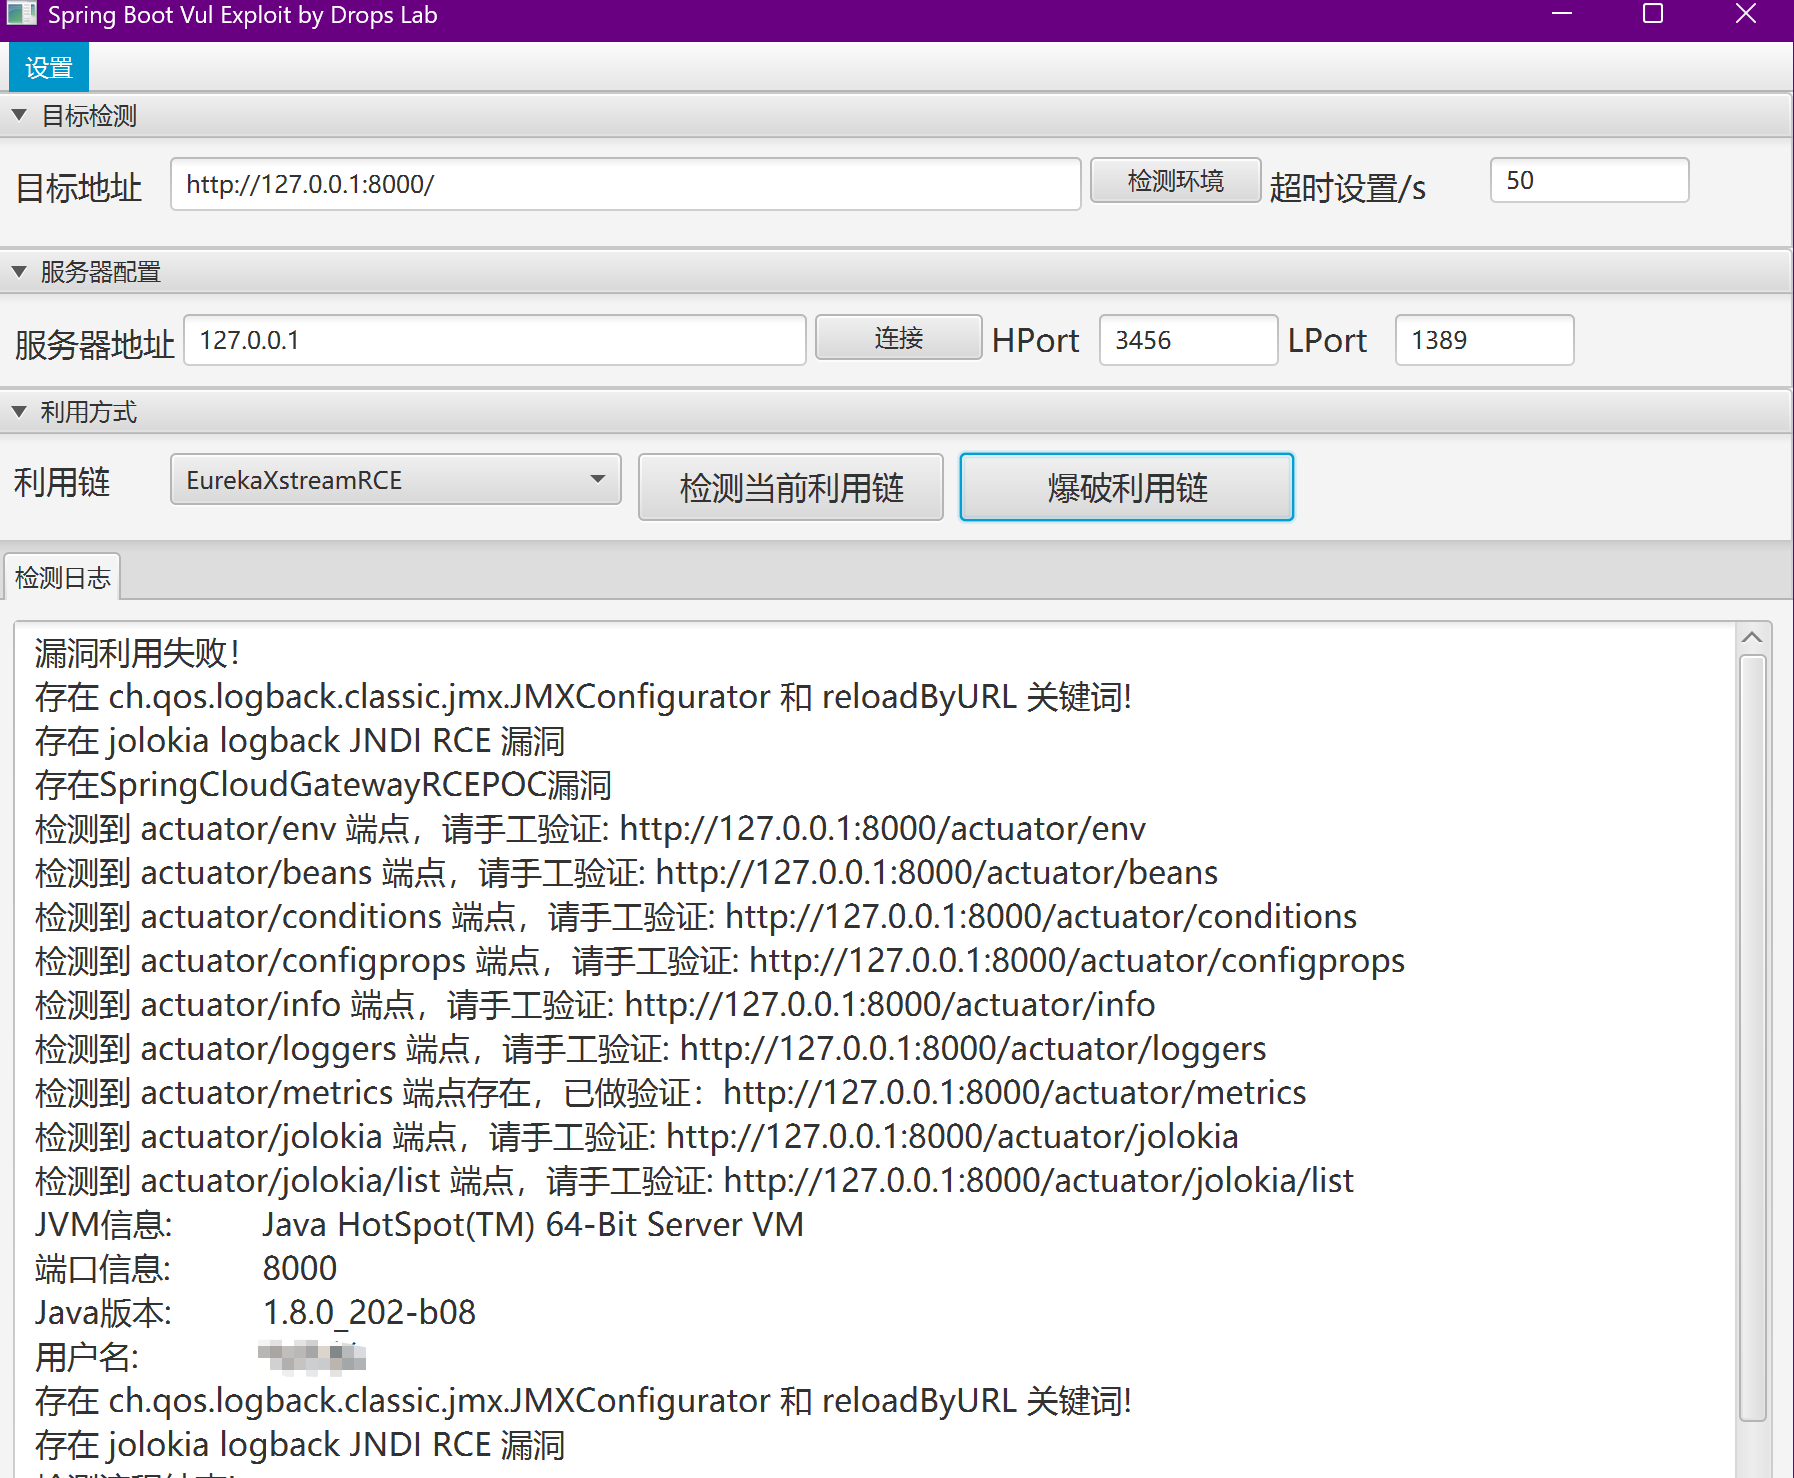 Spring Boot Vul Exploit by Drops Lab
设置
目标检测
目标地址 http://127.0.0.1:8000/ 检测环境 超时设置/s 50
服务器配置
服务器地址 127.0.0.1 连接 HPort 3456 LPort 1389
利用方式
利用链 EurekaXstreamRCE 检测当前利用链 爆破利用链
检测日志
漏洞利用失败!
存在 ch.qos.logback.classic.jmx.JMXConfigurator 和 reloadByURL 关键词!
存在 jolokia logback JNDI RCE 漏洞
存在SpringCloudGatewayRCEPOC漏洞
检测到 actuator/env 端点，请手工验证: http://127.0.0.1:8000/actuator/env
检测到 actuator/beans 端点，请手工验证: http://127.0.0.1:8000/actuator/beans
检测到 actuator/conditions 端点，请手工验证: http://127.0.0.1:8000/actuator/conditions
检测到 actuator/configprops 端点，请手工验证: http://127.0.0.1:8000/actuator/configprops
检测到 actuator/info 端点，请手工验证: http://127.0.0.1:8000/actuator/info
检测到 actuator/loggers 端点，请手工验证: http://127.0.0.1:8000/actuator/loggers
检测到 actuator/metrics 端点存在，已做验证：http://127.0.0.1:8000/actuator/metrics
检测到 actuator/jolokia 端点，请手工验证: http://127.0.0.1:8000/actuator/jolokia
检测到 actuator/jolokia/list 端点，请手工验证: http://127.0.0.1:8000/actuator/jolokia/list
JVM信息: Java HotSpot(TM) 64-Bit Server VM
端口信息: 8000
Java版本: 1.8.0_202-b08
用户名:
存在 ch.qos.logback.classic.jmx.JMXConfigurator 和 reloadByURL 关键词!
存在 jolokia logback JNDI RCE 漏洞